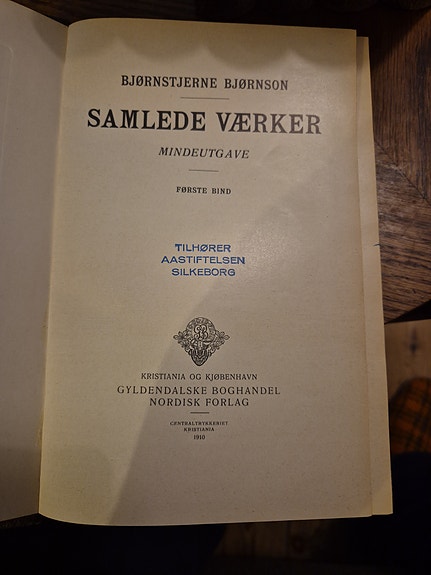 BJØRNSTJERNE BJØRNSON
SAMLEDE VÆRKER
MINDEUTGAVE
FØRSTE BIND
TILHØRER
AASTIFTELSEN
SILKEBORG
KRISTIANIA OG KJØBENHAVN
GYLDENDALSKE BOGHANDEL
NORDISK FORLAG
CENTRALTRYKKERIET
KRISTIANIA
1910